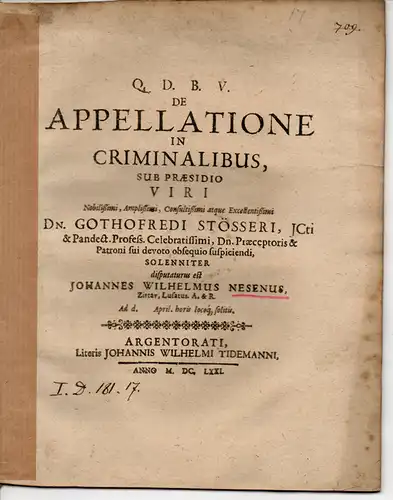 17
709.
Q. D. B. V.
DE
APPELLATIONE
IN
CRIMINALIBUS,
SUB PRÆSIDIO
VIRI
Nobilissimi, Amplissimi, Consultissimi atque Excellentissimi
DN. GOTHOFREDI STÖSSERI, JCti
& Pandect. Profess. Celebratissimi, Dn. Præceptoris &
Patroni sui devoto obsequio suspiciendi,
SOLENNITER
disputaturus est
JOHANNES WILHELMUS NESENUS,
Zittav. Lusatus. A. & R.
Ad d. April. horis locoq; solitis.
ARGENTORATI,
Literis JOHANNIS WILHELMI TIDEMANNI,
ANNO M. DC. LXXI.
I. D. 181. 17.